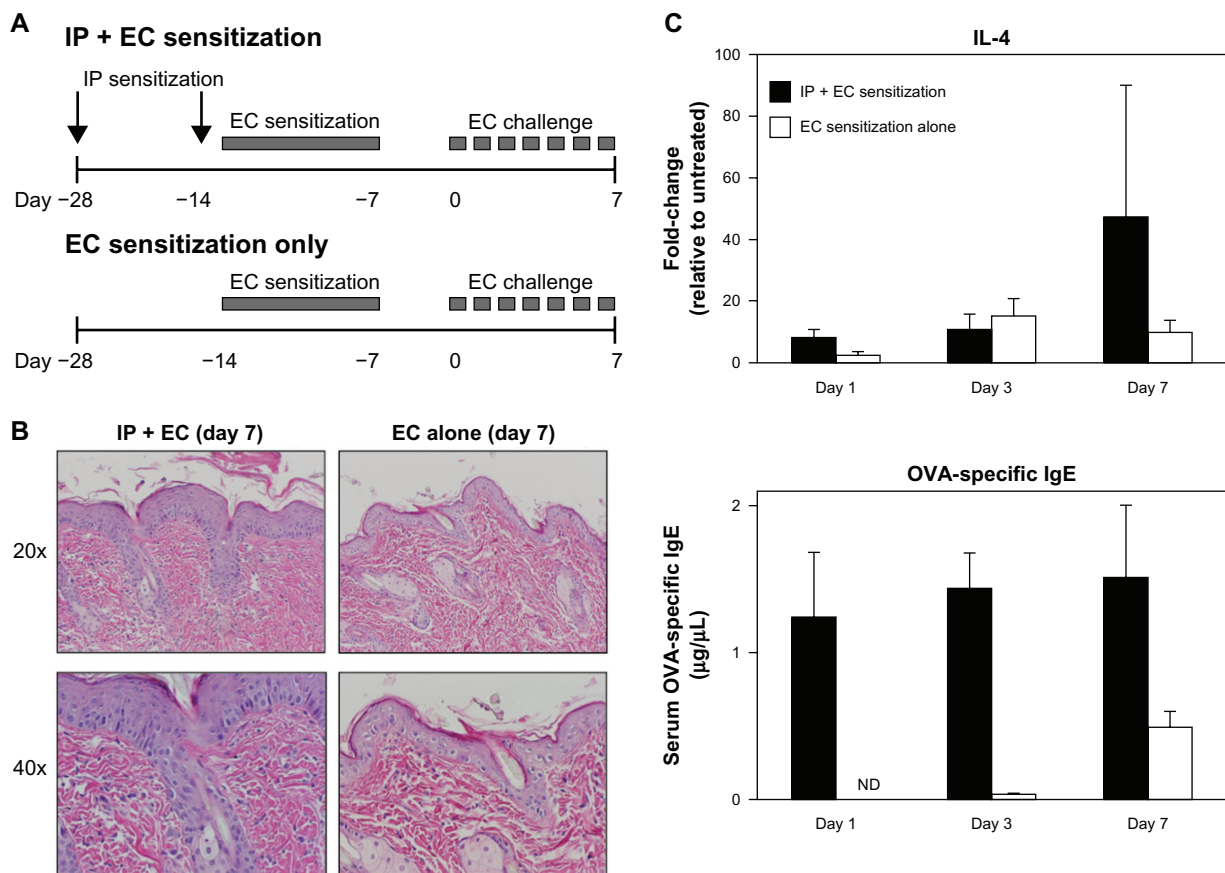 A
IP + EC sensitization
IP sensitization
EC sensitization
EC challenge
Day −28
−14
−7
0
7
EC sensitization only
EC sensitization
EC challenge
Day −28
−14
−7
0
7
B
IP + EC (day 7)
EC alone (day 7)
20x
40x
C
IL-4
Fold-change
(relative to untreated)
100
80
60
40
20
0
IP + EC sensitization
EC sensitization alone
Day 1
Day 3
Day 7
OVA-specific IgE
Serum OVA-specific IgE
(µg/µL)
2
1
0
ND
Day 1
Day 3
Day 7